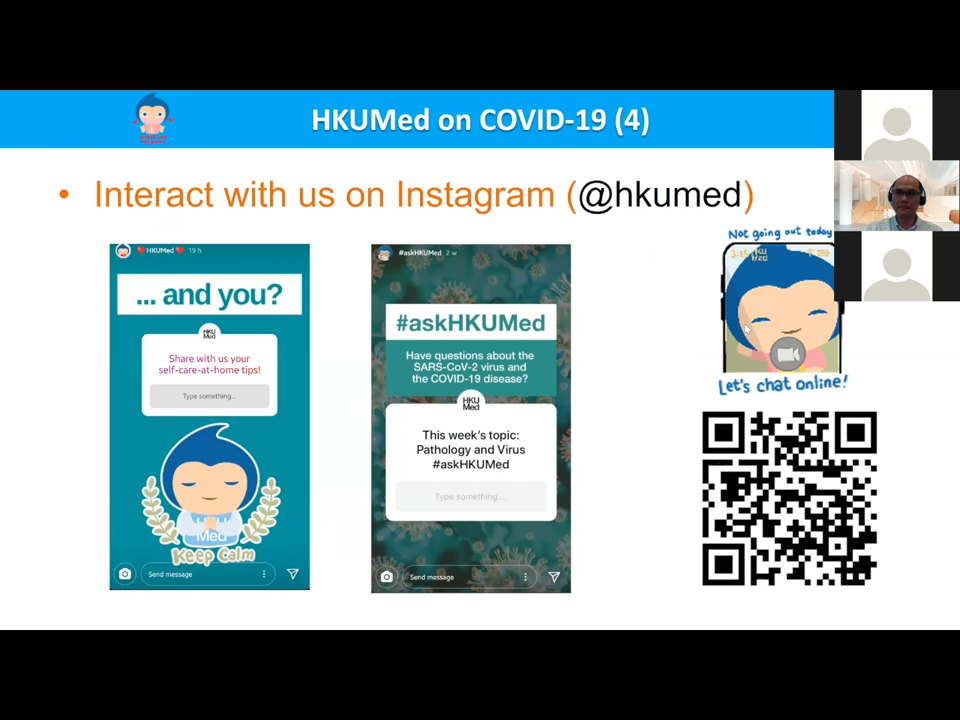 HKUMed on COVID-19 (4)
• Interact with us on Instagram (@hkumed)
HKUMed 19 h
... and you?
HKU
Med
Share with us your
self-care-at-home tips!
Type something...
Med
Keep Calm
Send message
#askHKUMed 2 w
#askHKUMed
Have questions about the
SARS-CoV-2 virus and
the COVID-19 disease?
HKU
Med
This week's topic:
Pathology and Virus
#askHKUMed
Type something....
Send message
Not going out today
HKU
Med
Let's chat online!